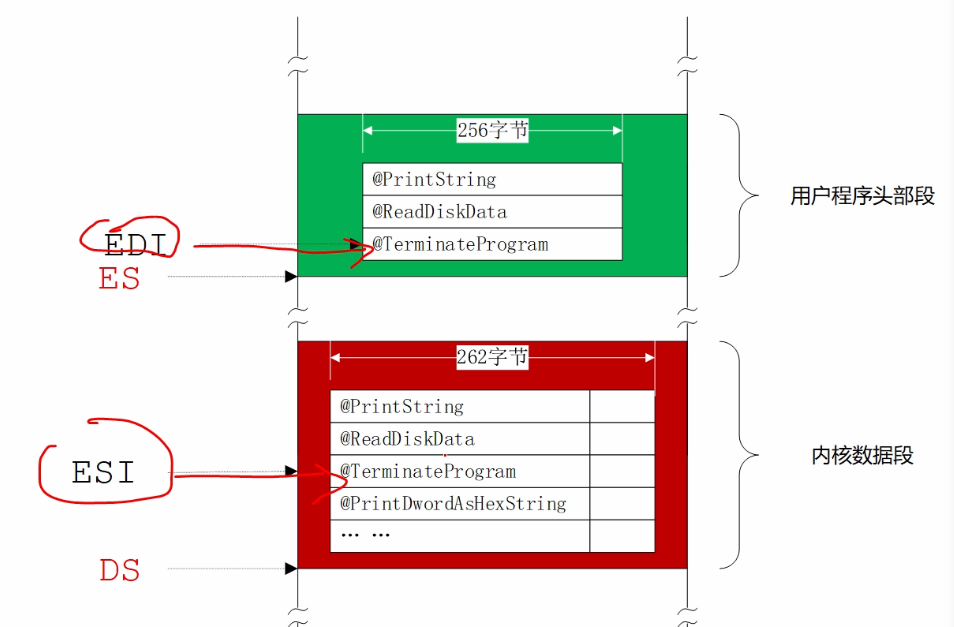 256字节
@PrintString
@ReadDiskData
@TerminateProgram
用户程序头部段
EDI
ES
262字节
@PrintString
@ReadDiskData
@TerminateProgram
@PrintDwordAsHexString
… …
内核数据段
ESI
DS